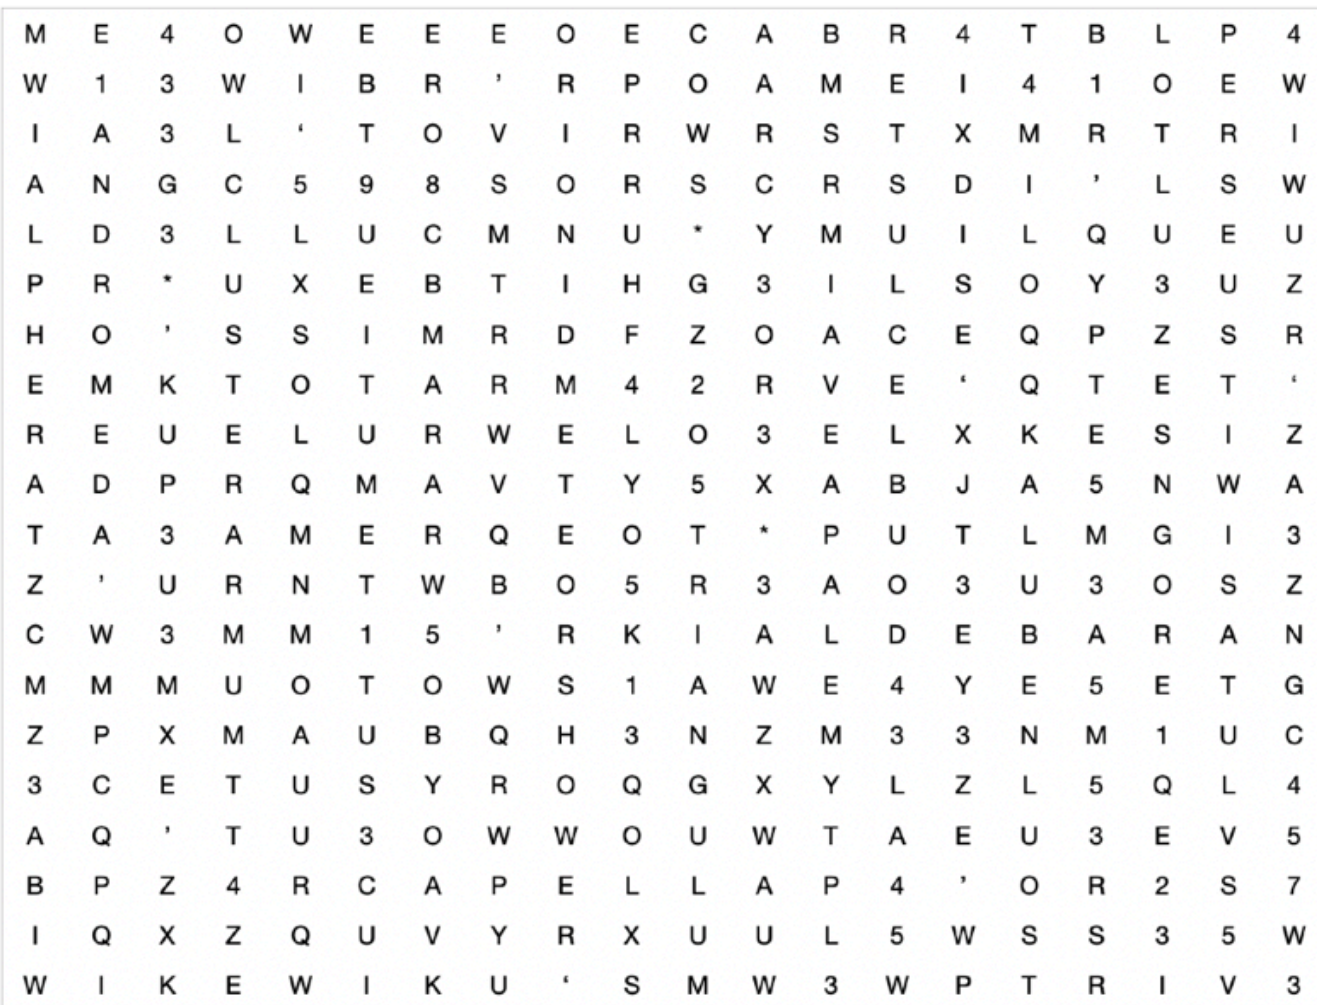 M E 4 O W E E E O E C A B R 4 T B L P 4
W 1 3 W I B R ’ R P O A M E I 4 1 O E W
I A 3 L ‘ T O V I R W R S T X M R T R I
A N G C 5 9 8 S O R S C R S D I ’ L S W
L D 3 L L U C M N U * Y M U I L Q U E U
P R * U X E B T I H G 3 I L S O Y 3 U Z
H O ’ S S I M R D F Z O A C E Q P Z S R
E M K T O T A R M 4 2 R V E ‘ Q T E T ‘
R E U E L U R W E L O 3 E L X K E S I Z
A D P R Q M A V T Y 5 X A B J A 5 N W A
T A 3 A M E R Q E O T * P U T L M G I 3
Z ’ U R N T W B O 5 R 3 A O 3 U 3 O S Z
C W 3 M M 1 5 ’ R K I A L D E B A R A N
M M M U O T O W S 1 A W E 4 Y E 5 E T G
Z P X M A U B Q H 3 N Z M 3 3 N M 1 U C
3 C E T U S Y R O Q G X Y L Z L 5 Q L 4
A Q ’ T U 3 O W W O U W T A E U 3 E V 5
B P Z 4 R C A P E L L A P 4 ’ O R 2 S 7
I Q X Z Q U V Y R X U U L 5 W S S 3 5 W
W I K E W I K U ‘ S M W 3 W P T R I V 3